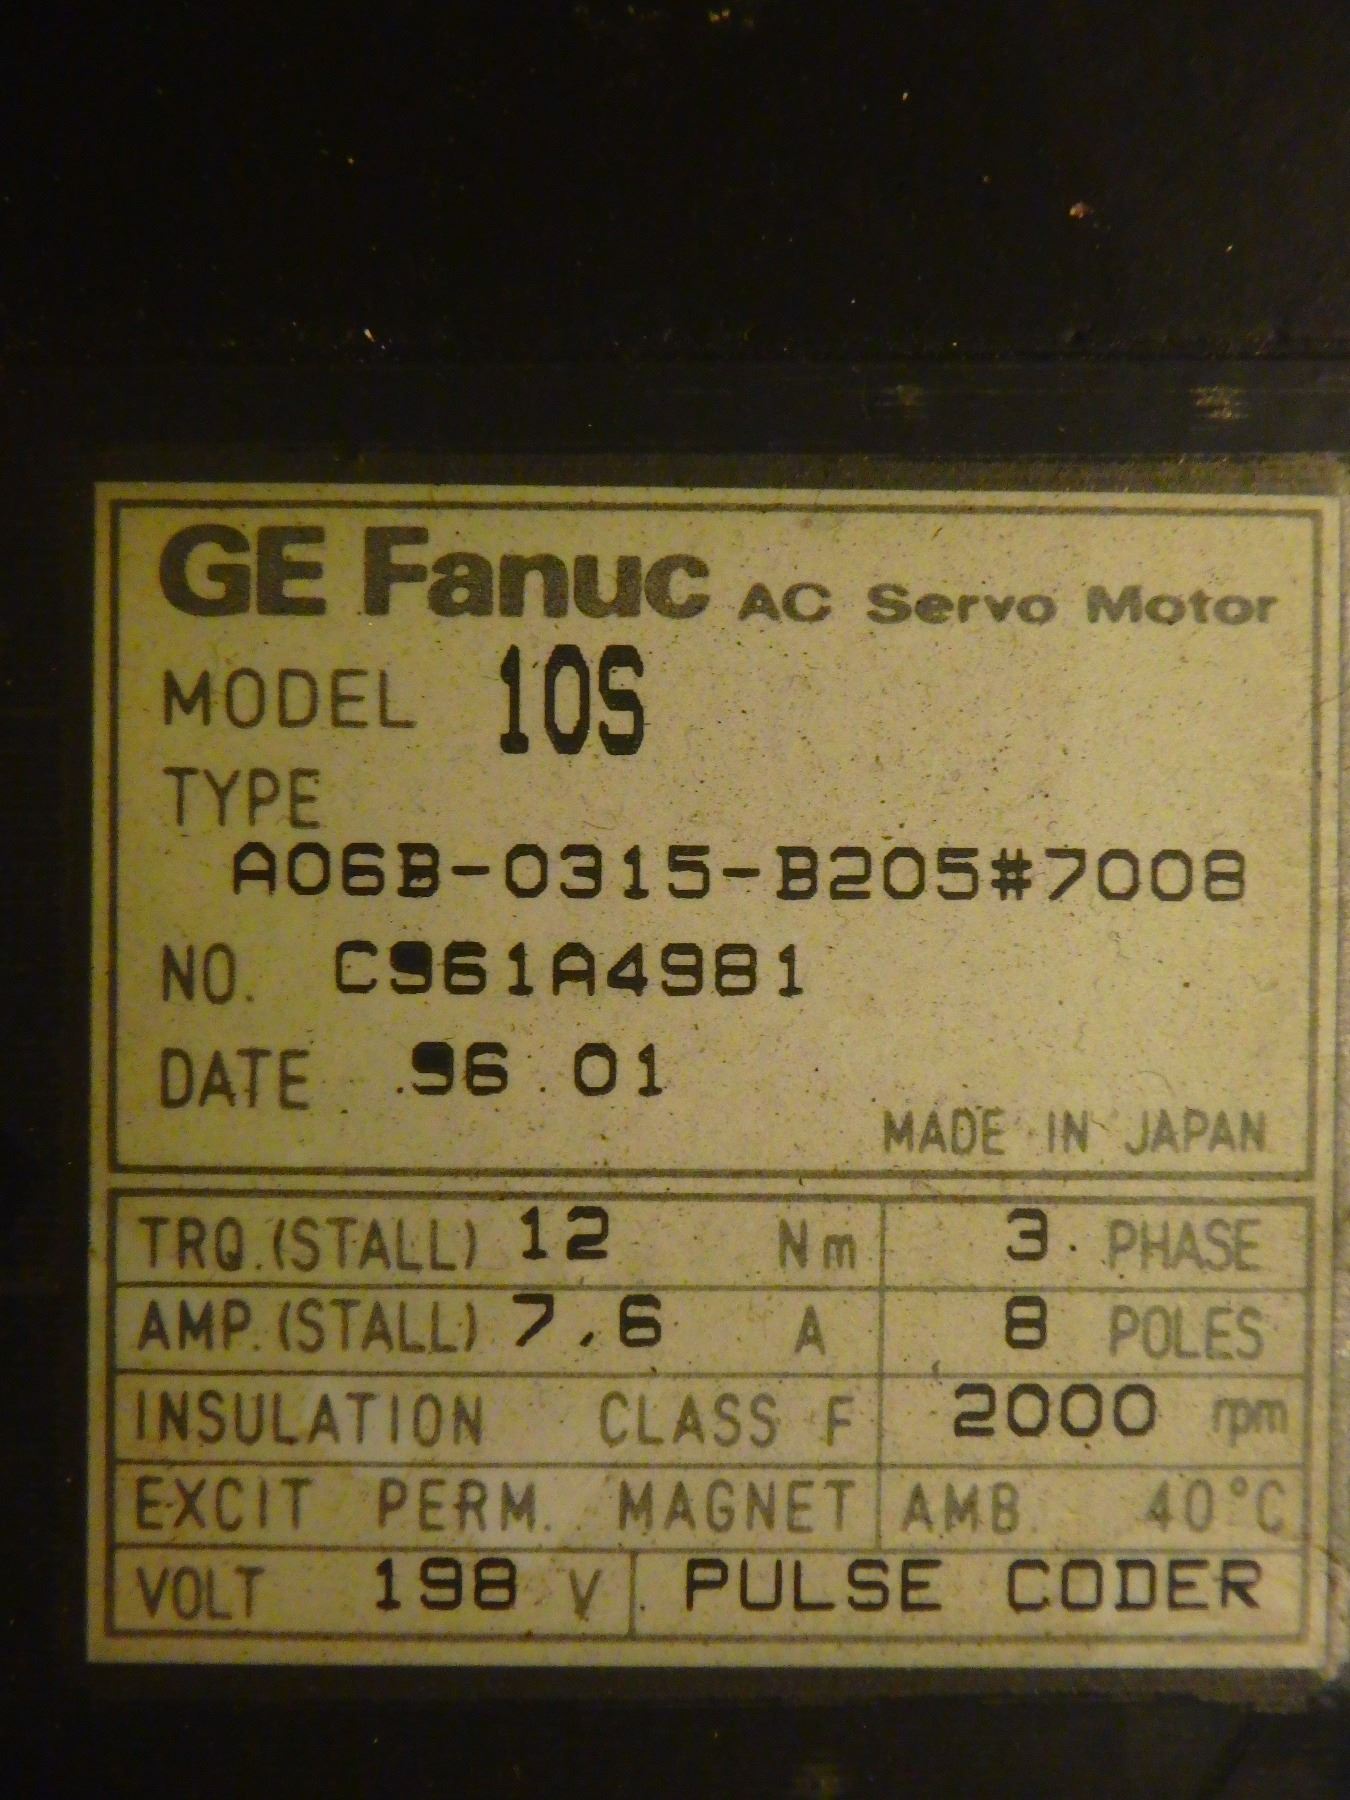 GE Fanuc AC Servo Motor
MODEL 10S
TYPE
A06B-0315-B205#7008
NO. C961A4981
DATE 96.01
MADE IN JAPAN
TRQ.(STALL) 12 Nm 3 PHASE
AMP.(STALL) 7.6 A 8 POLES
INSULATION CLASS F 2000 rpm
EXCIT PERM. MAGNET AMB. 40°C
VOLT 198 V PULSE CODER